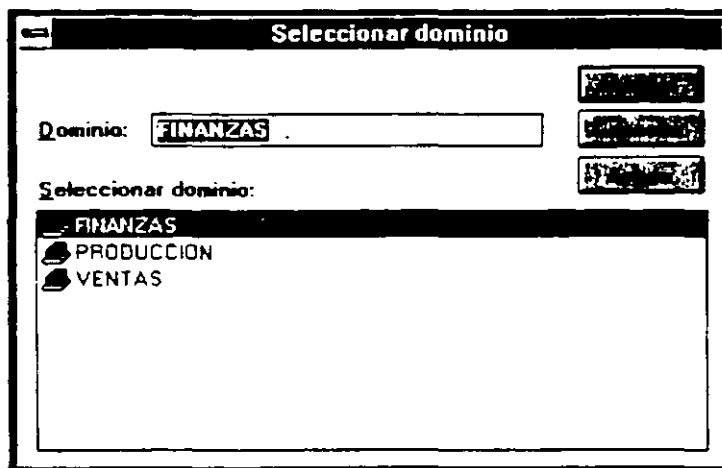 Seleccionar dominio
Dominio: FINANZAS
Seleccionar dominio:
FINANZAS
PRODUCCION
VENTAS